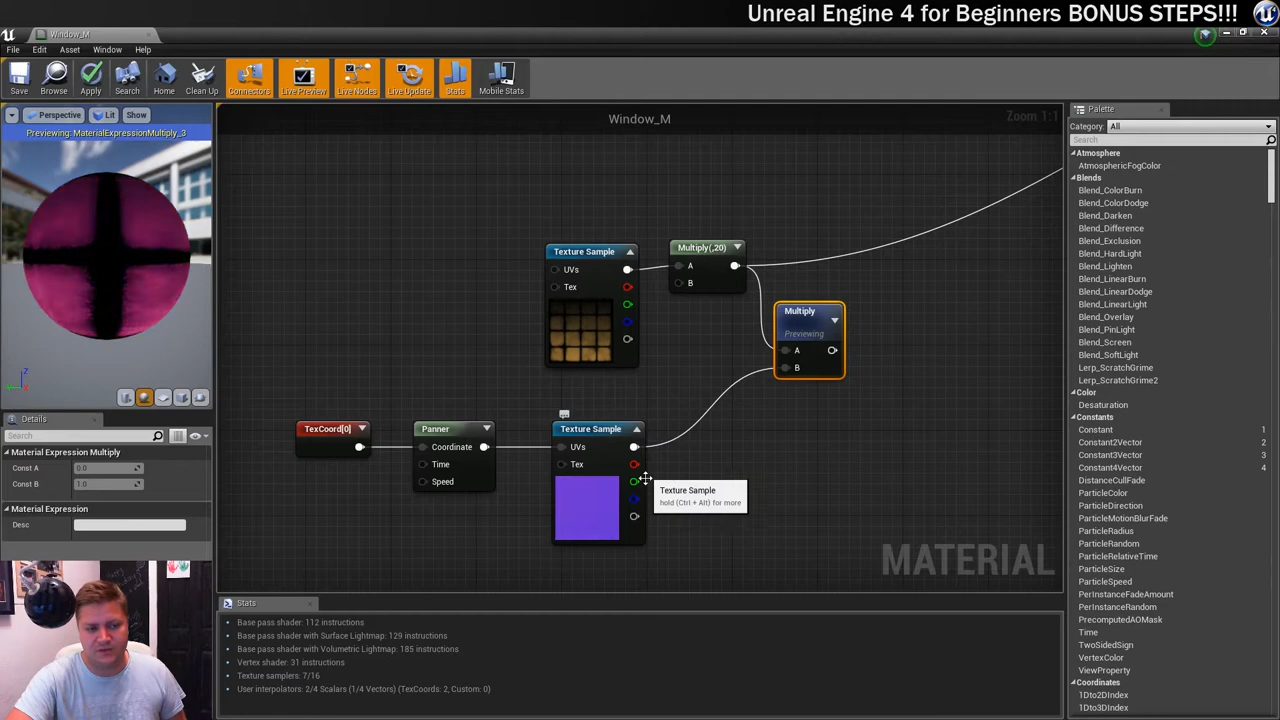 Unreal Engine 4 for Beginners BONUS STEPS!!!
Window_M
File Edit Asset Window Help
Save Browse Apply Search Home Clean Up Connectors Live Preview Live Nodes Live Update Stats Mobile Stats
Perspective Lit Show
Previewing: MaterialExpressionMultiply_3
Window_M
Zoom 1:1
Texture Sample
UVs
Tex
Multiply(,20)
A
B
Multiply
Previewing
A
B
TexCoord[0]
Panner
Coordinate
Time
Speed
Texture Sample
UVs
Tex
Texture Sample
hold (Ctrl + Alt) for more
MATERIAL
Details
Search
Material Expression Multiply
Const A 0.0
Const B 1.0
Material Expression
Desc
Stats
Base pass shader: 112 instructions
Base pass shader with Surface Lightmap: 129 instructions
Base pass shader with Volumetric Lightmap: 185 instructions
Vertex shader: 31 instructions
Texture samplers: 7/16
User interpolators: 2/4 Scalars (1/4 Vectors) (TexCoords: 2, Custom: 0)
Palette
Category: All
Search
Atmosphere
AtmosphericFogColor
Blends
Blend_ColorBurn
Blend_ColorDodge
Blend_Darken
Blend_Difference
Blend_Exclusion
Blend_HardLight
Blend_Lighten
Blend_LinearBurn
Blend_LinearDodge
Blend_LinearLight
Blend_Overlay
Blend_PinLight
Blend_Screen
Blend_SoftLight
Lerp_ScratchGrime
Lerp_ScratchGrime2
Color
Desaturation
Constants
Constant 1
Constant2Vector 2
Constant3Vector 3
Constant4Vector 4
DistanceCullFade
ParticleColor
ParticleDirection
ParticleMotionBlurFade
ParticleRadius
ParticleRandom
ParticleRelativeTime
ParticleSize
ParticleSpeed
PerInstanceFadeAmount
PerInstanceRandom
PrecomputedAOMask
Time
TwoSidedSign
VertexColor
ViewProperty
Coordinates
1Dto2DIndex
1Dto3DIndex